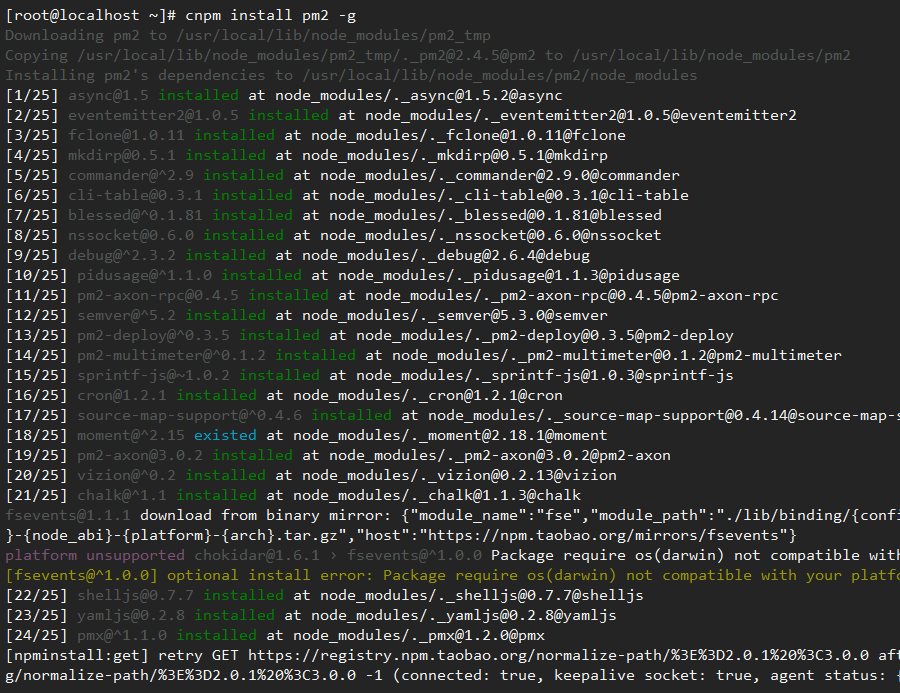 [root@localhost ~]# cnpm install pm2 -g
Downloading pm2 to /usr/local/lib/node_modules/pm2_tmp
Copying /usr/local/lib/node_modules/pm2_tmp/._pm2@2.4.5@pm2 to /usr/local/lib/node_modules/pm2
Installing pm2's dependencies to /usr/local/lib/node_modules/pm2/node_modules
[1/25] async@1.5 installed at node_modules/._async@1.5.2@async
[2/25] eventemitter2@1.0.5 installed at node_modules/._eventemitter2@1.0.5@eventemitter2
[3/25] fclone@1.0.11 installed at node_modules/._fclone@1.0.11@fclone
[4/25] mkdirp@0.5.1 installed at node_modules/._mkdirp@0.5.1@mkdirp
[5/25] commander@^2.9 installed at node_modules/._commander@2.9.0@commander
[6/25] cli-table@0.3.1 installed at node_modules/._cli-table@0.3.1@cli-table
[7/25] blessed@^0.1.81 installed at node_modules/._blessed@0.1.81@blessed
[8/25] nssocket@0.6.0 installed at node_modules/._nssocket@0.6.0@nssocket
[9/25] debug@^2.3.2 installed at node_modules/._debug@2.6.4@debug
[10/25] pidusage@^1.1.0 installed at node_modules/._pidusage@1.1.3@pidusage
[11/25] pm2-axon-rpc@0.4.5 installed at node_modules/._pm2-axon-rpc@0.4.5@pm2-axon-rpc
[12/25] semver@^5.2 installed at node_modules/._semver@5.3.0@semver
[13/25] pm2-deploy@^0.3.5 installed at node_modules/._pm2-deploy@0.3.5@pm2-deploy
[14/25] pm2-multimeter@^0.1.2 installed at node_modules/._pm2-multimeter@0.1.2@pm2-multimeter
[15/25] sprintf-js@~1.0.2 installed at node_modules/._sprintf-js@1.0.3@sprintf-js
[16/25] cron@1.2.1 installed at node_modules/._cron@1.2.1@cron
[17/25] source-map-support@^0.4.6 installed at node_modules/._source-map-support@0.4.14@source-map-s
[18/25] moment@^2.15 existed at node_modules/._moment@2.18.1@moment
[19/25] pm2-axon@3.0.2 installed at node_modules/._pm2-axon@3.0.2@pm2-axon
[20/25] vizion@^0.2 installed at node_modules/._vizion@0.2.13@vizion
[21/25] chalk@^1.1 installed at node_modules/._chalk@1.1.3@chalk
fsevents@1.1.1 download from binary mirror: {"module_name":"fse","module_path":"./lib/binding/{confi
}-{node_abi}-{platform}-{arch}.tar.gz","host":"https://npm.taobao.org/mirrors/fsevents"}
platform unsupported chokidar@1.6.1 › fsevents@^1.0.0 Package require os(darwin) not compatible with
[fsevents@^1.0.0] optional install error: Package require os(darwin) not compatible with your platfo
[22/25] shelljs@0.7.7 installed at node_modules/._shelljs@0.7.7@shelljs
[23/25] yamljs@0.2.8 installed at node_modules/._yamljs@0.2.8@yamljs
[24/25] pmx@^1.1.0 installed at node_modules/._pmx@1.2.0@pmx
[npminstall:get] retry GET https://registry.npm.taobao.org/normalize-path/%3E%3D2.0.1%20%3C3.0.0 aft
g/normalize-path/%3E%3D2.0.1%20%3C3.0.0 -1 (connected: true, keepalive socket: true, agent status: {